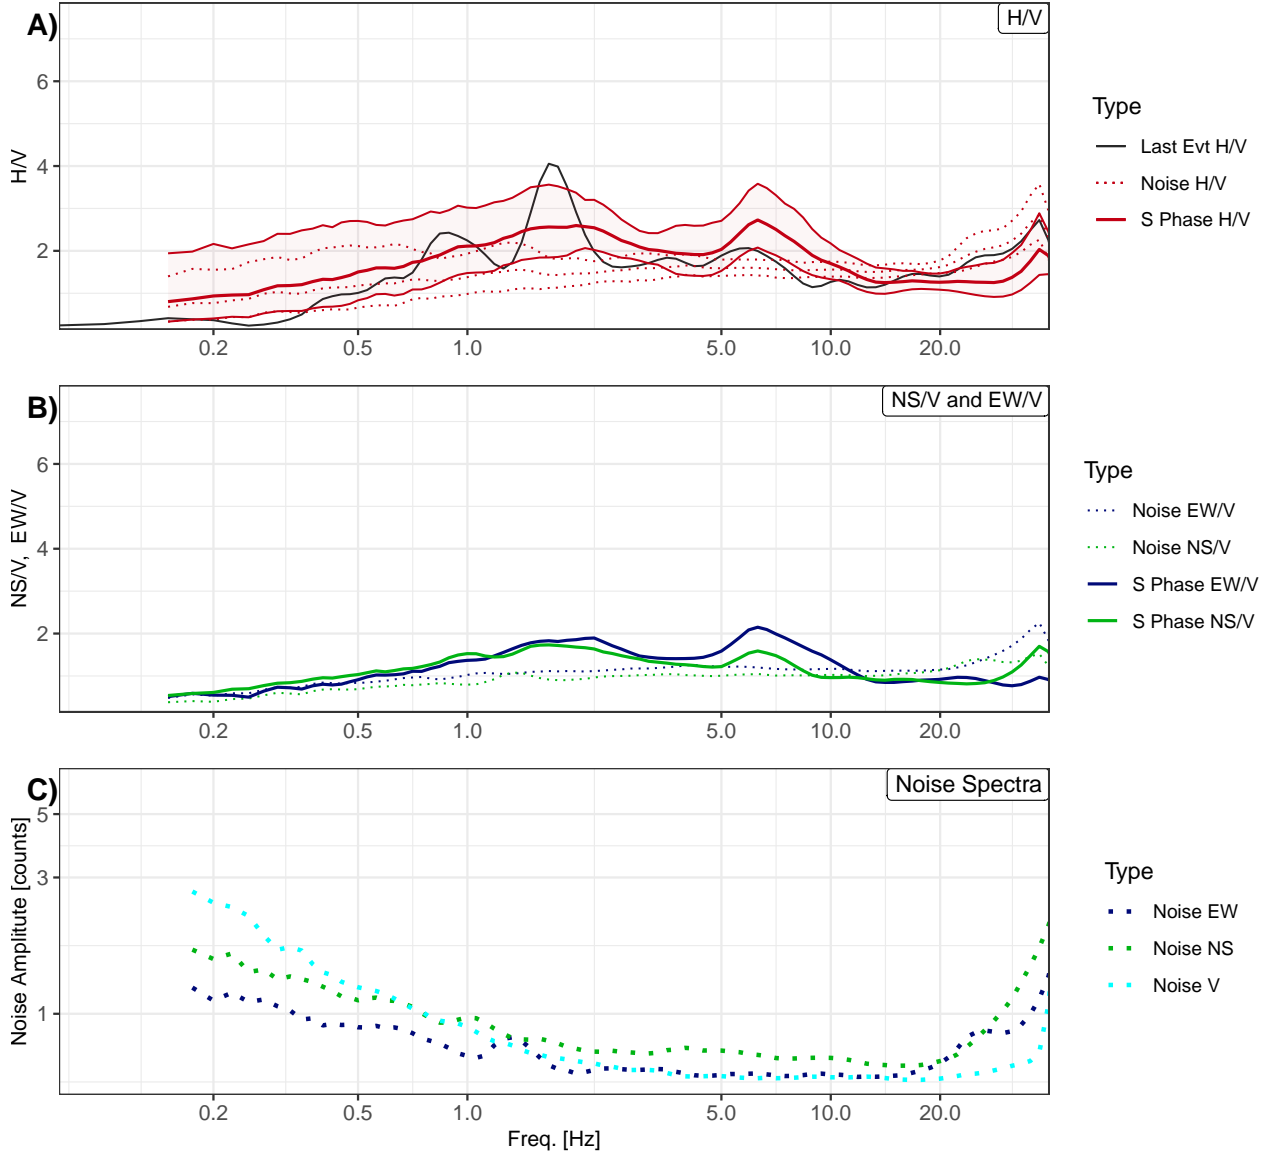 A)
H/V
6
4
2
H/V
0.2 0.5 1.0 5.0 10.0 20.0
Type
Last Evt H/V
Noise H/V
S Phase H/V
B)
NS/V and EW/V
6
4
2
NS/V, EW/V
0.2 0.5 1.0 5.0 10.0 20.0
Type
Noise EW/V
Noise NS/V
S Phase EW/V
S Phase NS/V
C)
Noise Spectra
5
3
1
Noise Amplitude [counts]
0.2 0.5 1.0 5.0 10.0 20.0
Freq. [Hz]
Type
Noise EW
Noise NS
Noise V